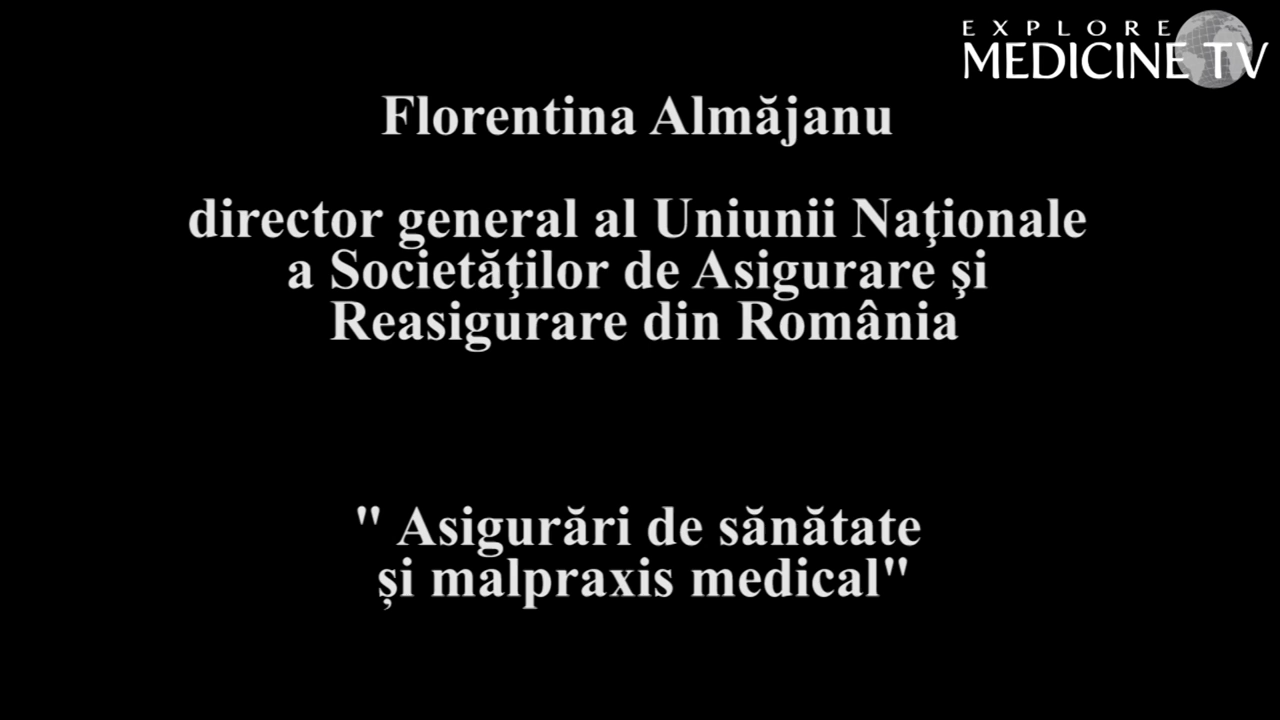 EXPLORE
MEDICINE TV
Florentina Almăjanu
director general al Uniunii Naţionale
a Societăţilor de Asigurare şi
Reasigurare din România
" Asigurări de sănătate
și malpraxis medical"